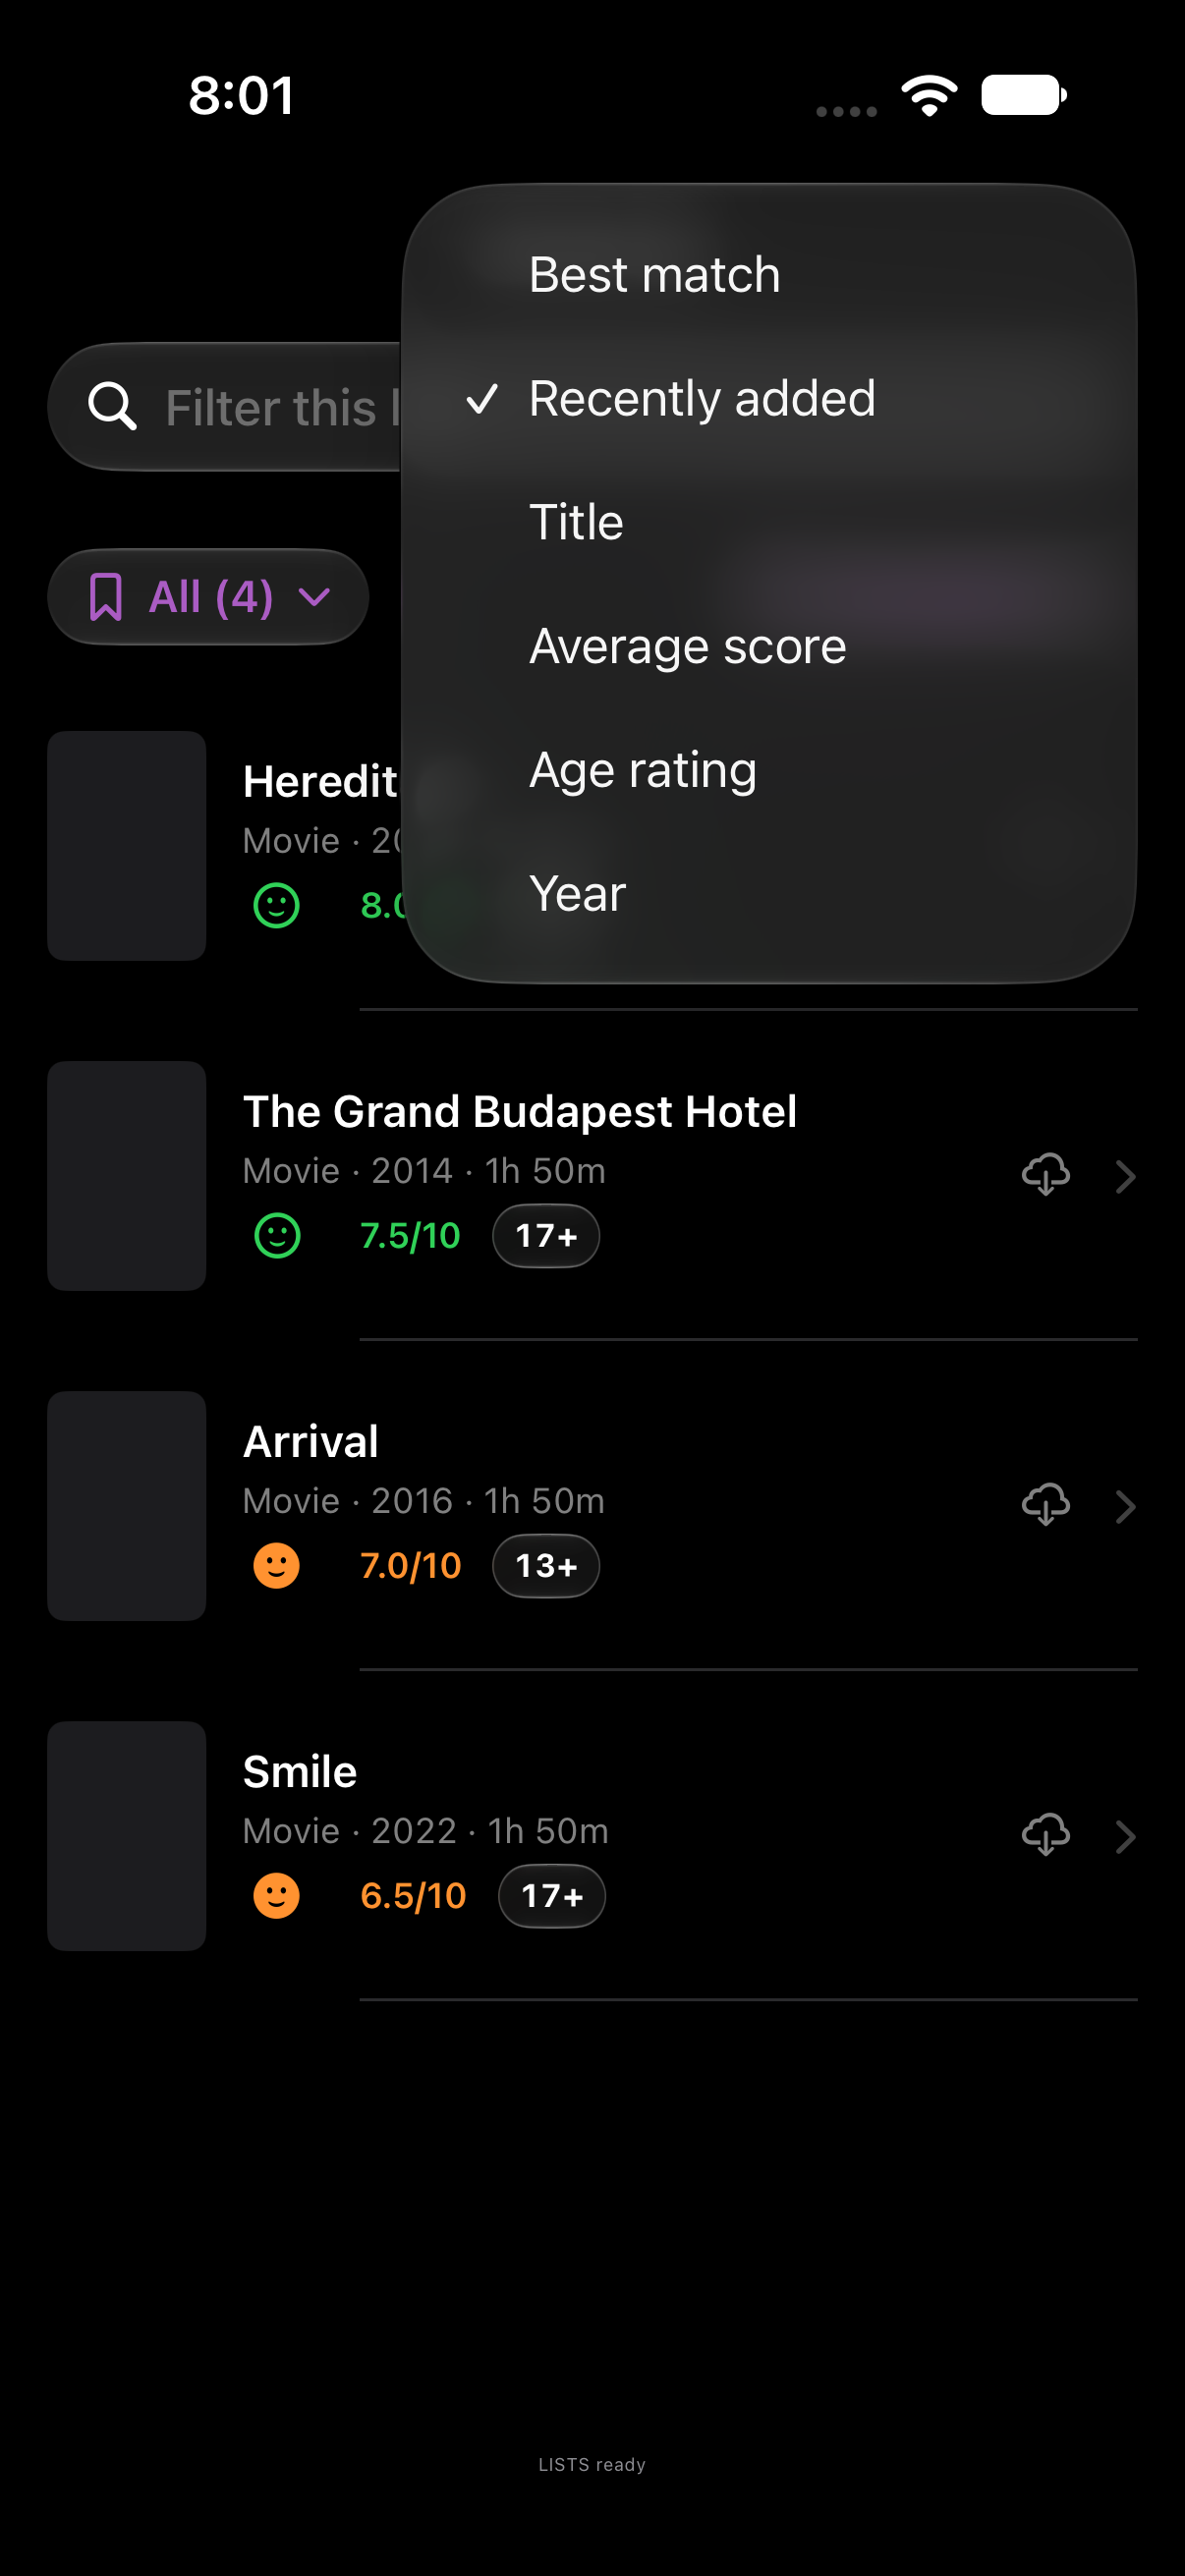 8:01
Best match
Recently added
Title
Average score
Age rating
Year
Filter this
All (4)
Heredit
Movie · 20
8.0
The Grand Budapest Hotel
Movie · 2014 · 1h 50m
7.5/10 17+
Arrival
Movie · 2016 · 1h 50m
7.0/10 13+
Smile
Movie · 2022 · 1h 50m
6.5/10 17+
LISTS ready